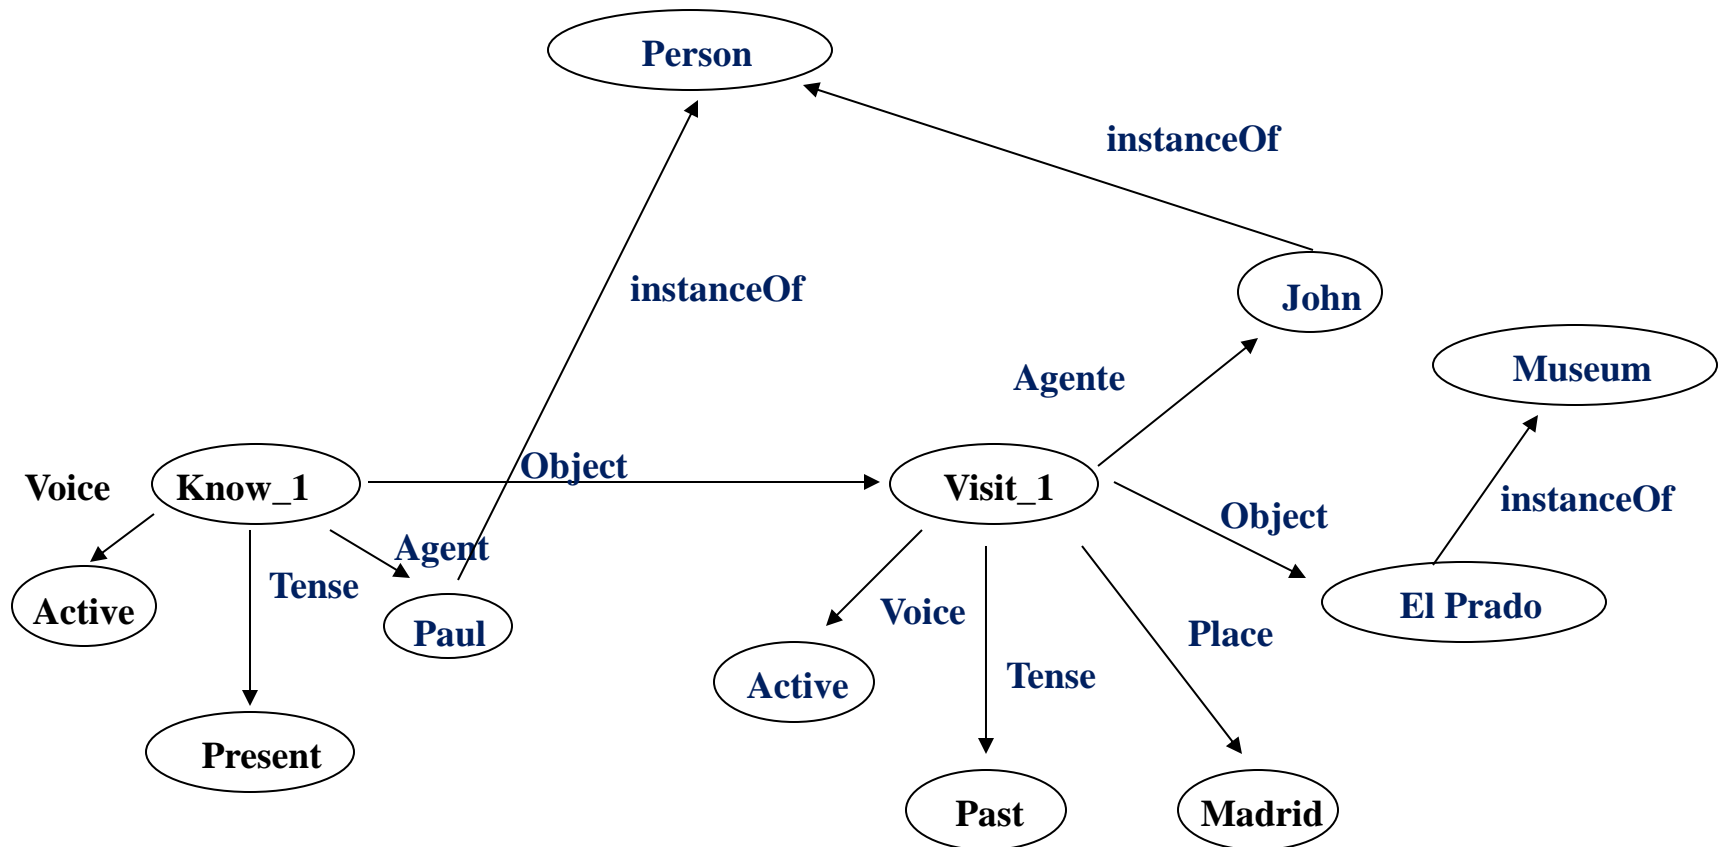 Person
instanceOf
instanceOf
John
Museum
Agente
Voice
Know_1
Object
Visit_1
instanceOf
Object
Agent
Tense
Active
Paul
Voice
El Prado
Place
Active
Tense
Present
Past
Madrid